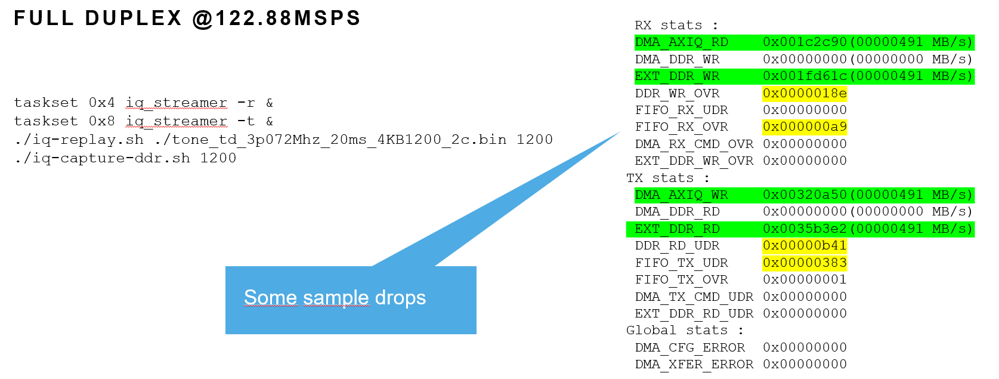 FULL DUPLEX @122.88MSPS
taskset 0x4 iq_streamer -r &
taskset 0x8 iq_streamer -t &
./iq-replay.sh ./tone_td_3p072Mhz_20ms_4KB1200_2c.bin 1200
./iq-capture-ddr.sh 1200
Some sample drops
RX stats :
DMA_AXIQ_RD 0x001c2c90(00000491 MB/s)
DMA_DDR_WR 0x00000000(00000000 MB/s)
EXT_DDR_WR 0x001fd61c(00000491 MB/s)
DDR_WR_OVR 0x0000018e
FIFO_RX_UDR 0x00000000
FIFO_RX_OVR 0x000000a9
DMA_RX_CMD_OVR 0x00000000
EXT_DDR_WR_OVR 0x00000000
TX stats :
DMA_AXIQ_WR 0x00320a50(00000491 MB/s)
DMA_DDR_RD 0x00000000(00000000 MB/s)
EXT_DDR_RD 0x0035b3e2(00000491 MB/s)
DDR_RD_UDR 0x00000b41
FIFO_TX_UDR 0x00000383
FIFO_TX_OVR 0x00000001
DMA_TX_CMD_UDR 0x00000000
EXT_DDR_RD_UDR 0x00000000
Global stats :
DMA_CFG_ERROR 0x00000000
DMA_XFER_ERROR 0x00000000